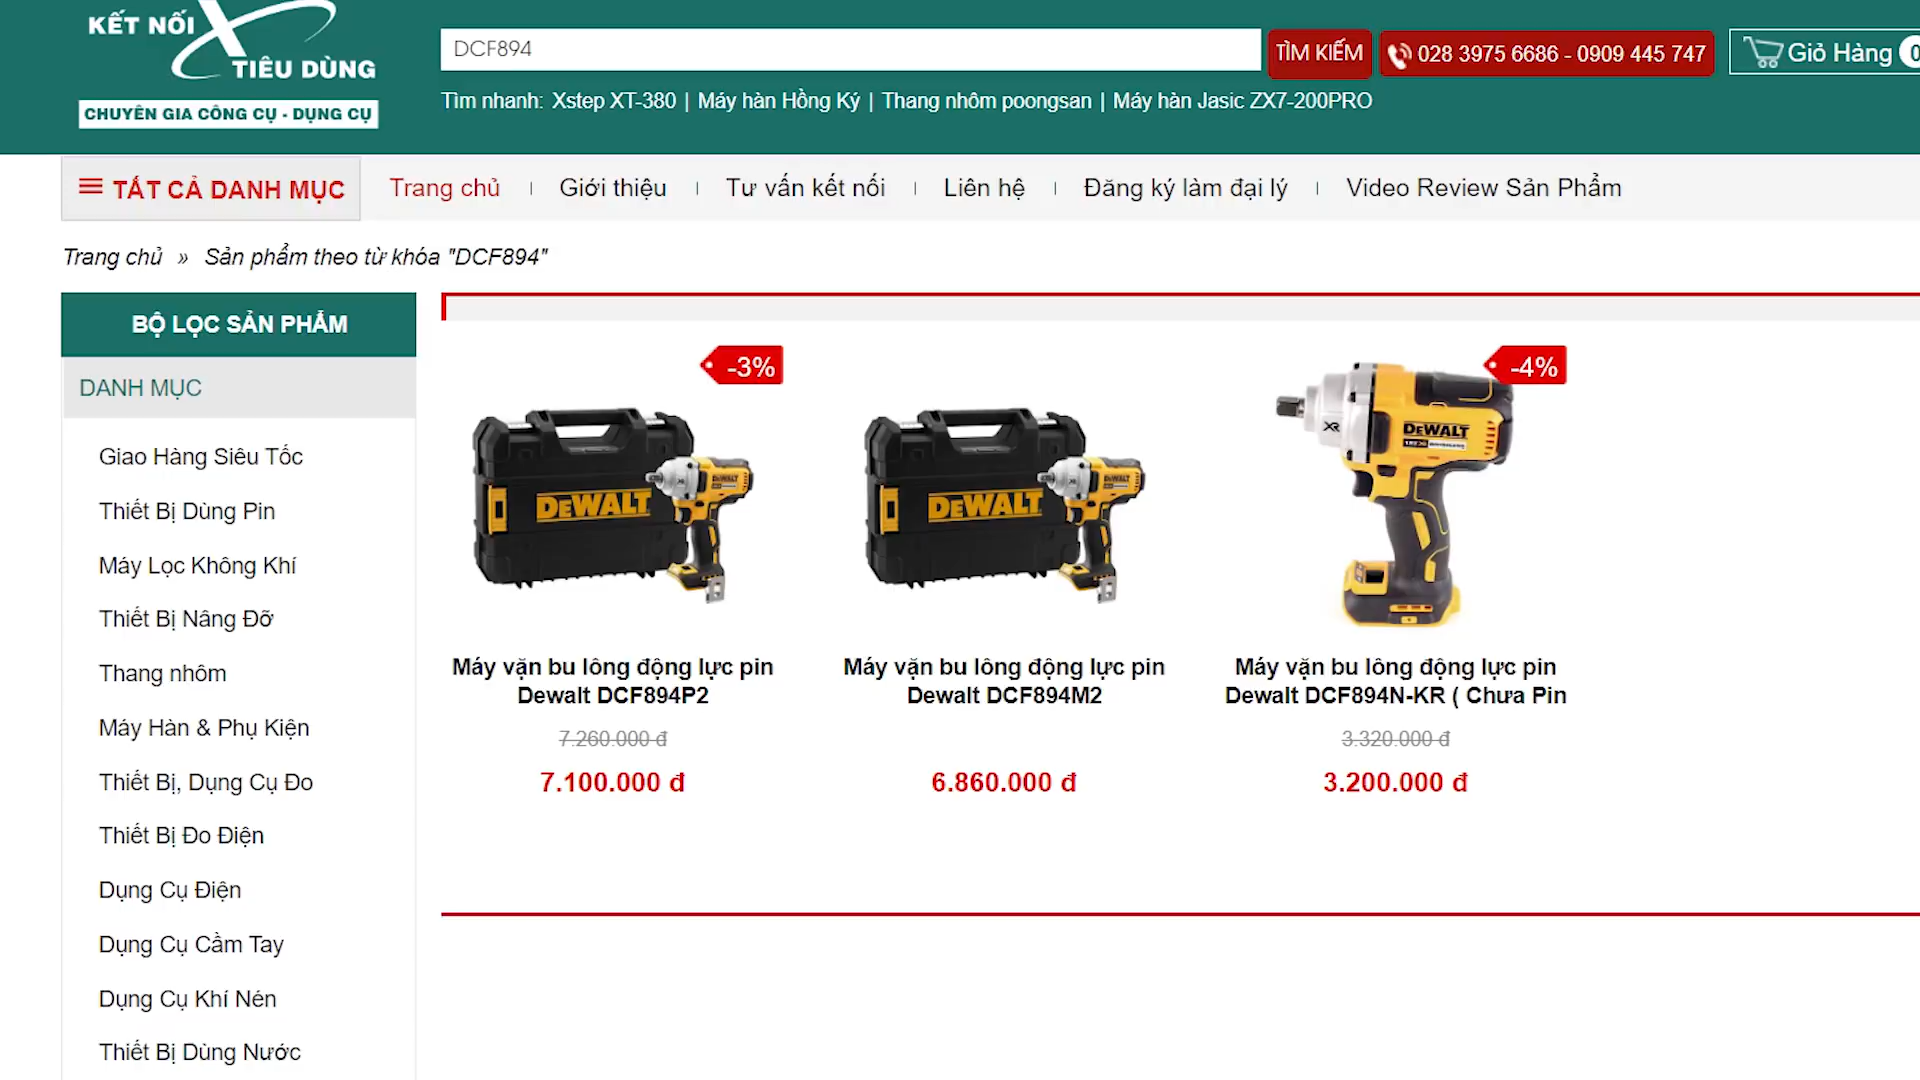 KẾT NỐI
TIÊU DÙNG
CHUYÊN GIA CÔNG CỤ - DỤNG CỤ
DCF894
TÌM KIẾM
028 3975 6686 - 0909 445 747
Giỏ Hàng 0
Tìm nhanh: Xstep XT-380 | Máy hàn Hồng Ký | Thang nhôm poongsan | Máy hàn Jasic ZX7-200PRO
TẤT CẢ DANH MỤC
Trang chủ
Giới thiệu
Tư vấn kết nối
Liên hệ
Đăng ký làm đại lý
Video Review Sản Phẩm
Trang chủ » Sản phẩm theo từ khóa "DCF894"
BỘ LỌC SẢN PHẨM
DANH MỤC
Giao Hàng Siêu Tốc
Thiết Bị Dùng Pin
Máy Lọc Không Khí
Thiết Bị Nâng Đỡ
Thang nhôm
Máy Hàn & Phụ Kiện
Thiết Bị, Dụng Cụ Đo
Thiết Bị Đo Điện
Dụng Cụ Điện
Dụng Cụ Cầm Tay
Dụng Cụ Khí Nén
Thiết Bị Dùng Nước
-3%
DEWALT
DEWALT
Máy vặn bu lông động lực pin
Dewalt DCF894P2
7.260.000 đ
7.100.000 đ
DEWALT
DEWALT
Máy vặn bu lông động lực pin
Dewalt DCF894M2
6.860.000 đ
-4%
XR
DEWALT
Máy vặn bu lông động lực pin
Dewalt DCF894N-KR ( Chưa Pin
3.320.000 đ
3.200.000 đ